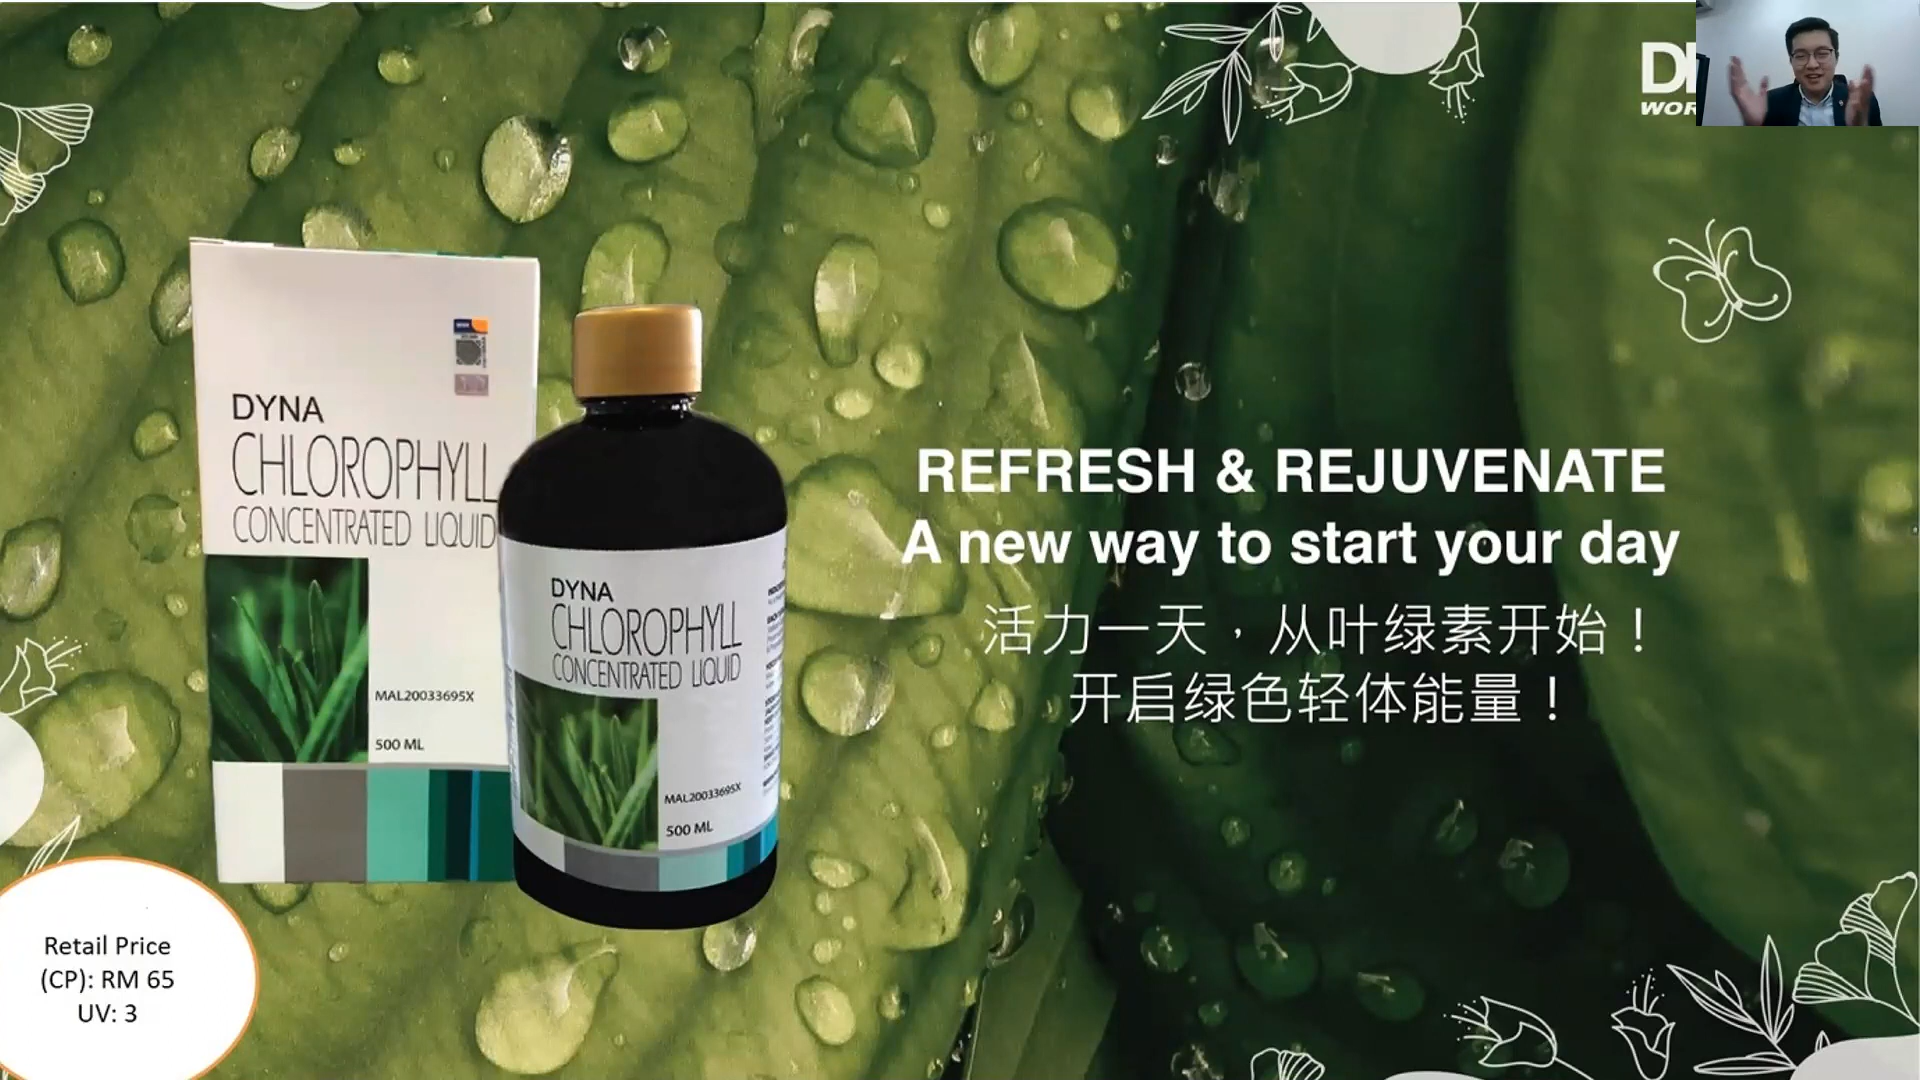 DYNA
CHLOROPHYLL
CONCENTRATED LIQUID
MAL20033695X
500 ML
DYNA
CHLOROPHYLL
CONCENTRATED LIQUID
MAL20033695X
500 ML
REFRESH & REJUVENATE
A new way to start your day
活力一天，从叶绿素开始！
开启绿色轻体能量！
Retail Price
(CP): RM 65
UV: 3